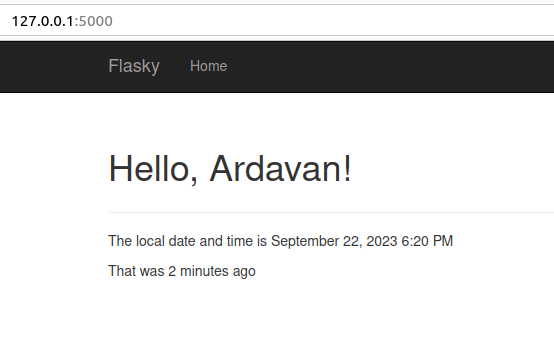 127.0.0.1:5000
Flasky Home
Hello, Ardavan!
The local date and time is September 22, 2023 6:20 PM
That was 2 minutes ago